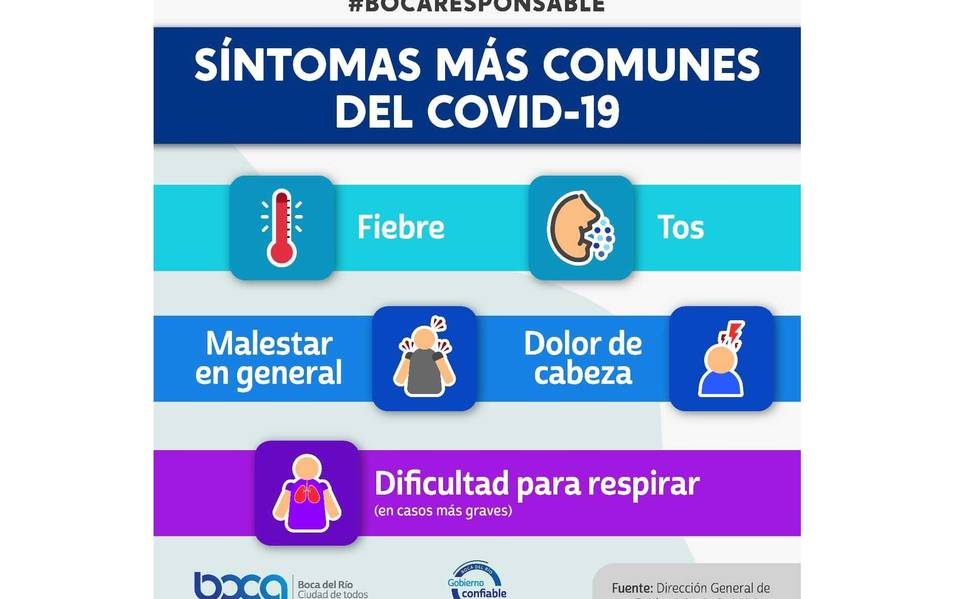 #BOCARESPONSABLE
SÍNTOMAS MÁS COMUNES
DEL COVID-19
Fiebre
Tos
Malestar
en general
Dolor de
cabeza
Dificultad para respirar
(en casos más graves)
boca
Boca del Río
Ciudad de todos
BOCA DEL RÍO
Gobierno
confiable
Fuente: Dirección General de